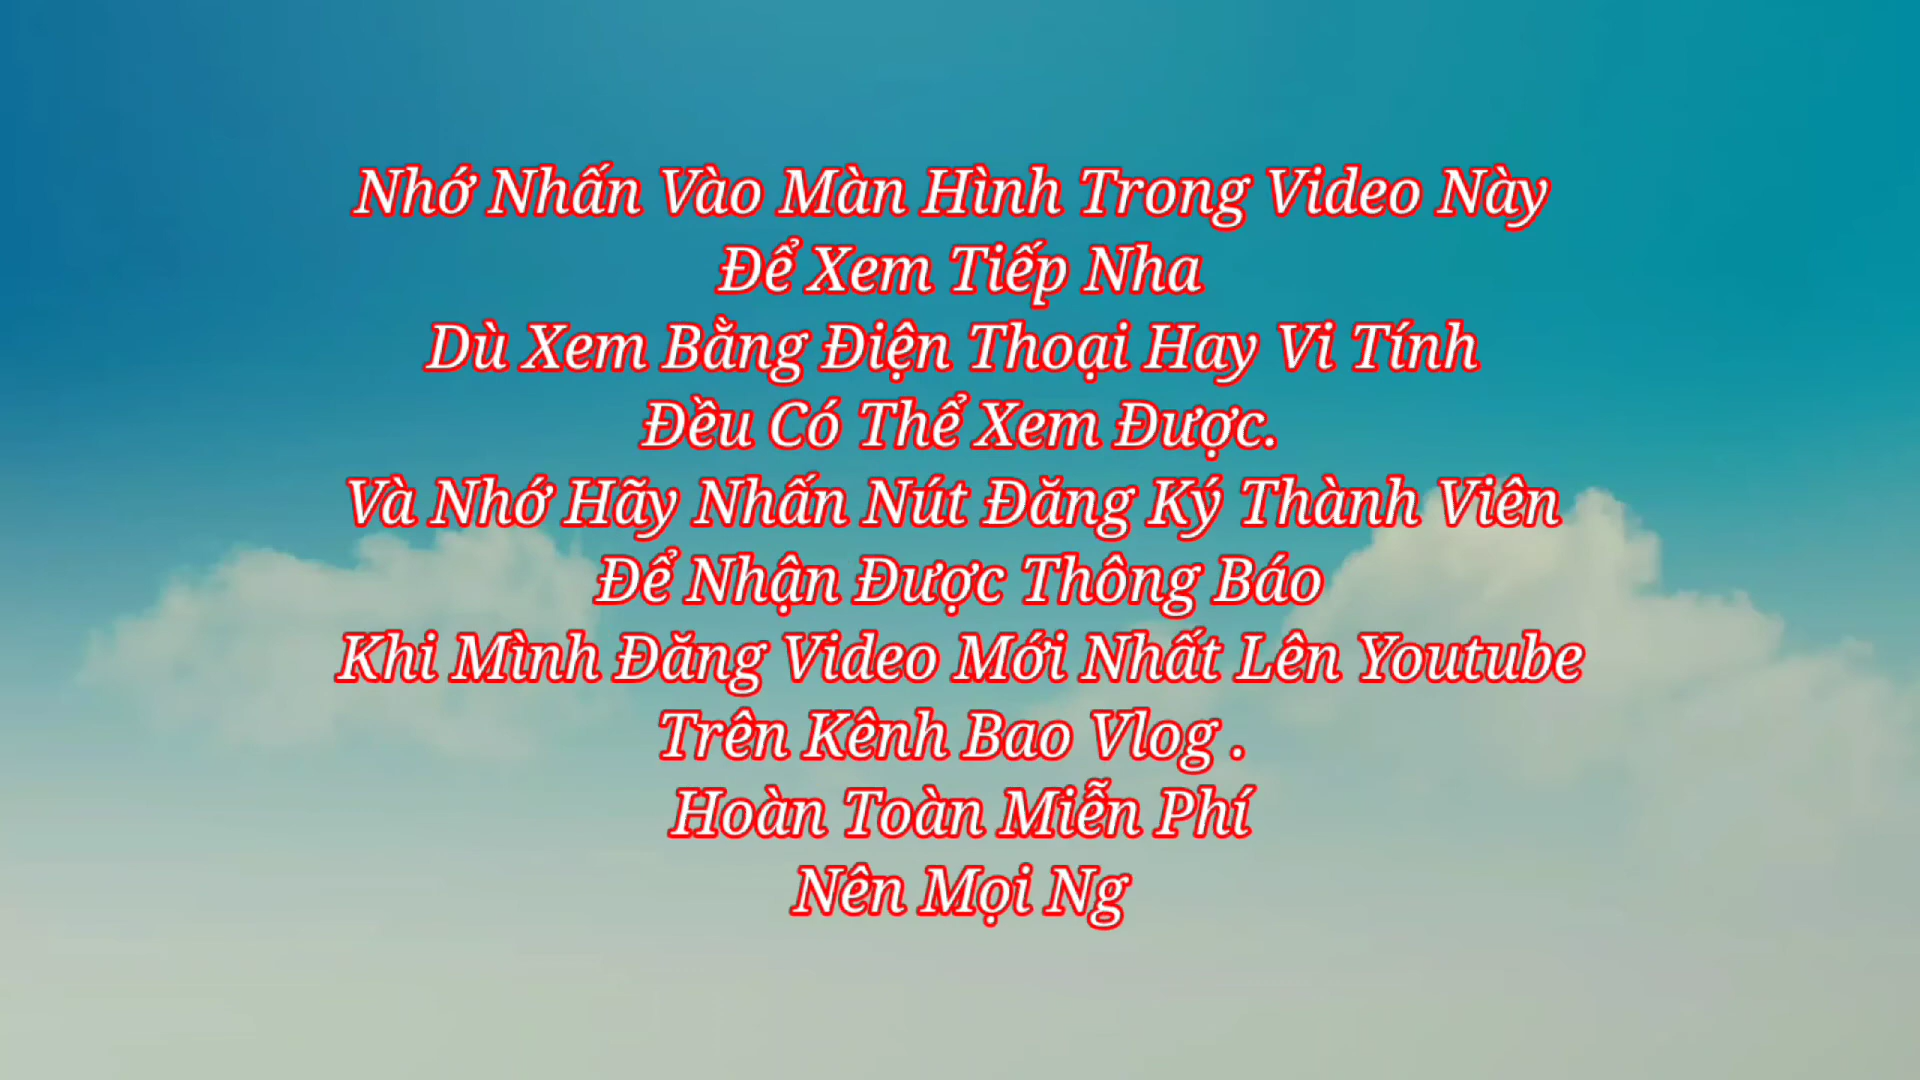 Nhớ Nhấn Vào Màn Hình Trong Video Này
Để Xem Tiếp Nha
Dù Xem Bằng Điện Thoại Hay Vi Tính
Đều Có Thể Xem Được.
Và Nhớ Hãy Nhấn Nút Đăng Ký Thành Viên
Để Nhận Được Thông Báo
Khi Mình Đăng Video Mới Nhất Lên Youtube
Trên Kênh Bao Vlog .
Hoàn Toàn Miễn Phí
Nên Mọi Ng